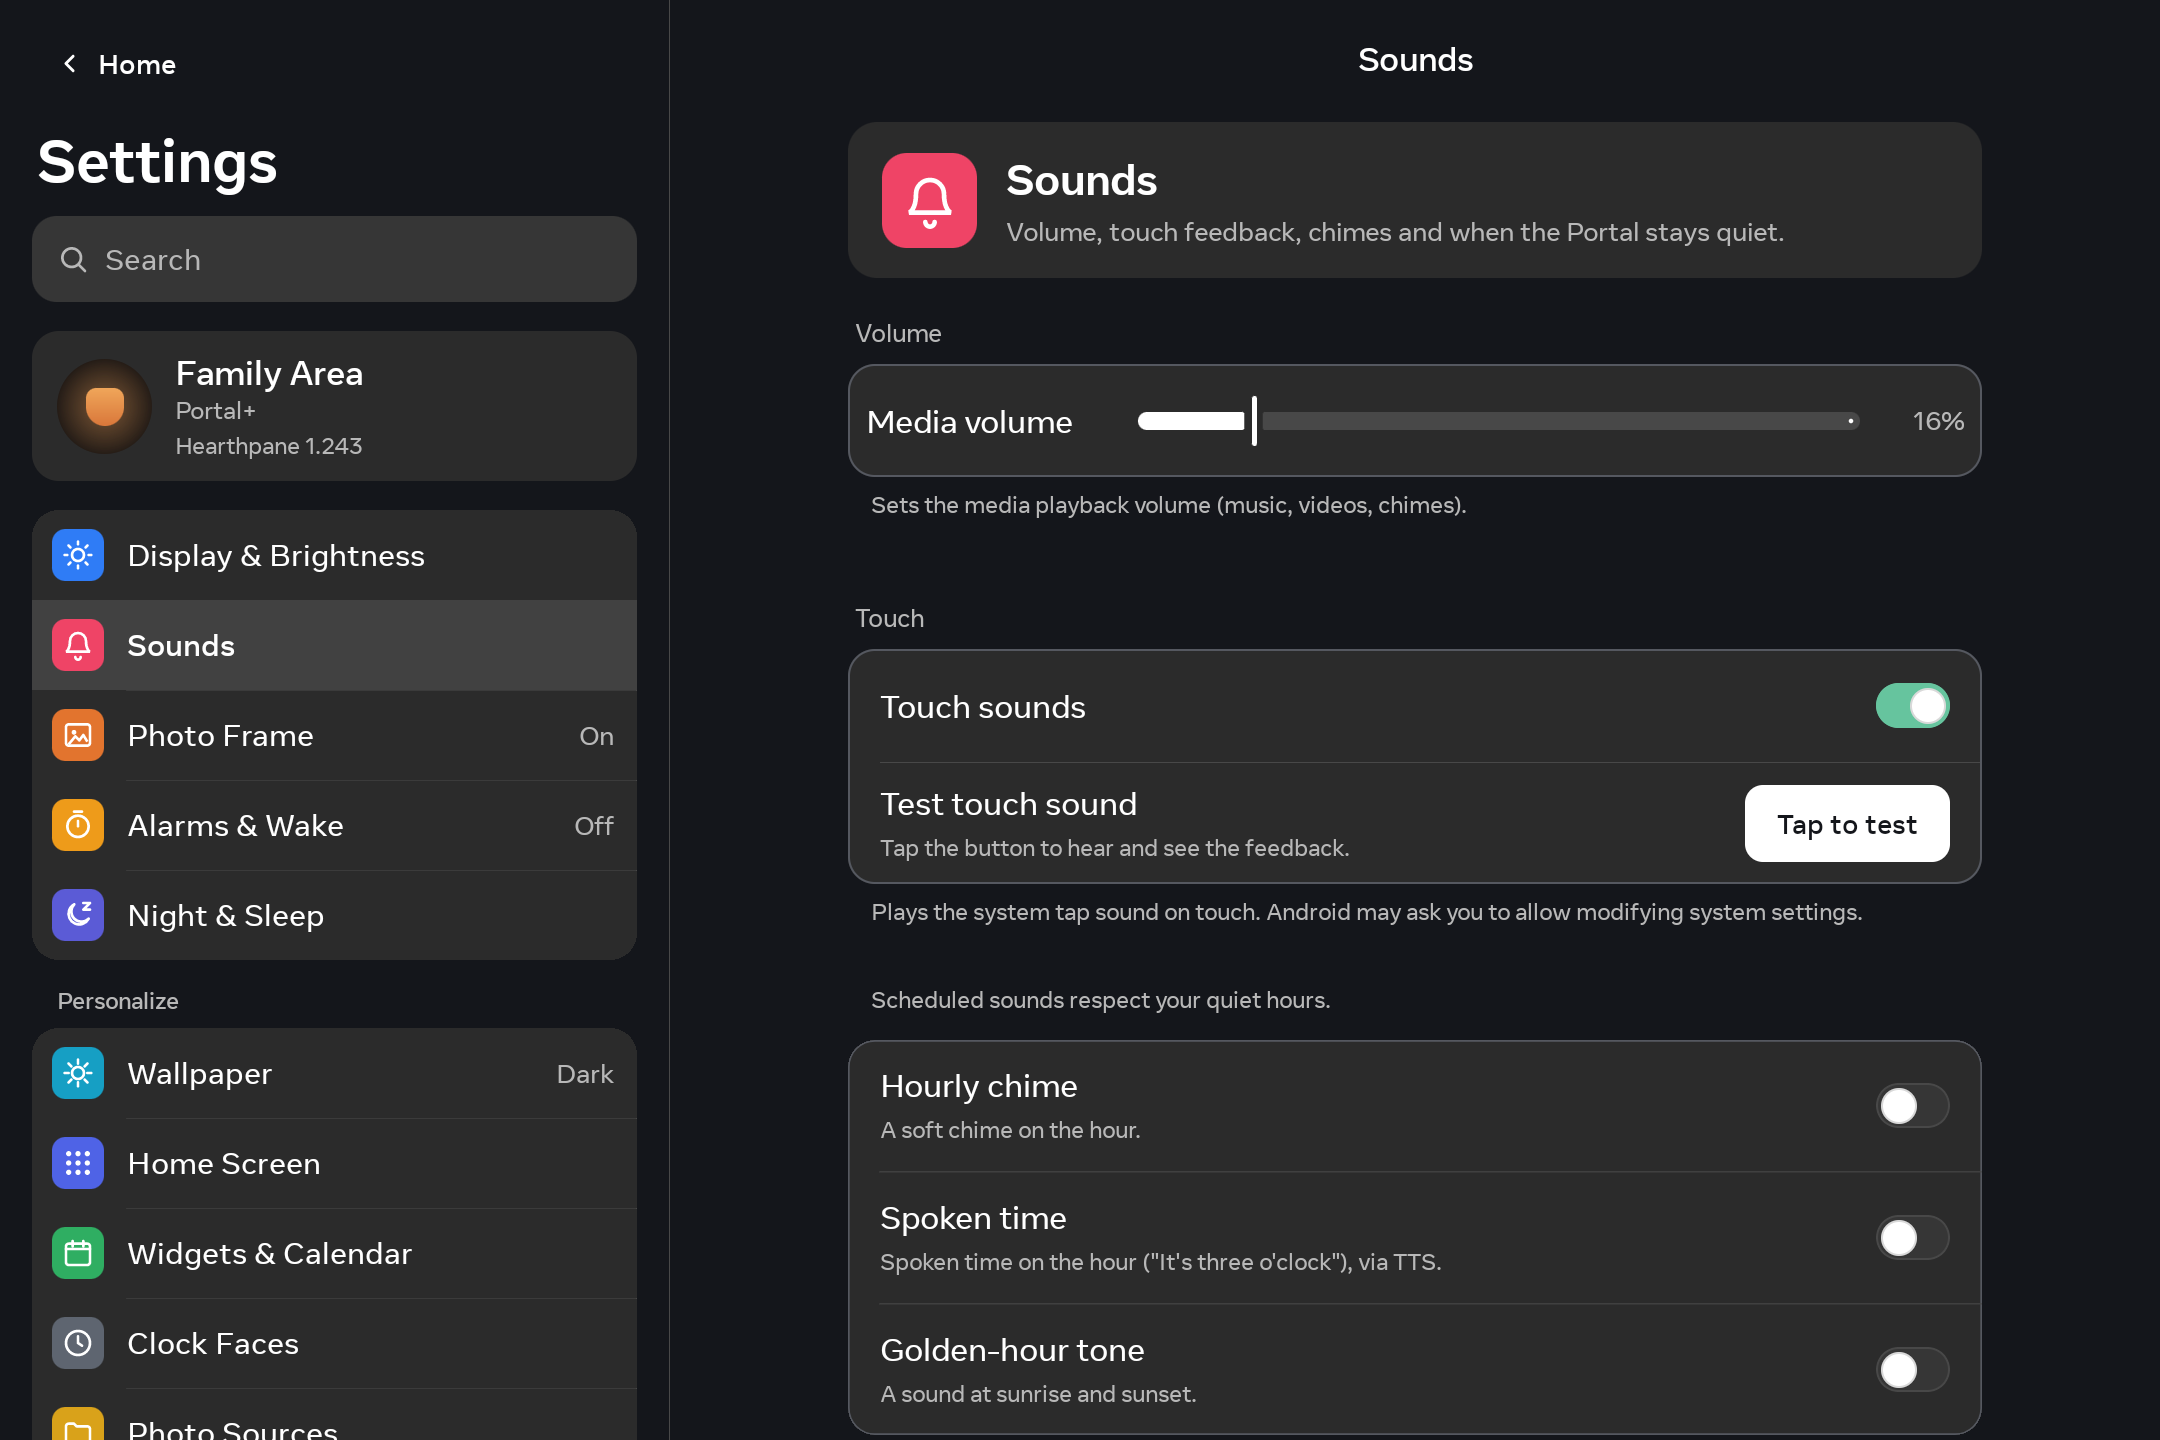 Home
Settings
Search
Family Area
Portal+
Hearthpane 1.243
Display & Brightness
Sounds
Photo Frame On
Alarms & Wake Off
Night & Sleep
Personalize
Wallpaper Dark
Home Screen
Widgets & Calendar
Clock Faces
Photo Sources
Sounds
Sounds
Volume, touch feedback, chimes and when the Portal stays quiet.
Volume
Media volume 16%
Sets the media playback volume (music, videos, chimes).
Touch
Touch sounds
Test touch sound
Tap the button to hear and see the feedback.
Tap to test
Plays the system tap sound on touch. Android may ask you to allow modifying system settings.
Scheduled sounds respect your quiet hours.
Hourly chime
A soft chime on the hour.
Spoken time
Spoken time on the hour ("It's three o'clock"), via TTS.
Golden-hour tone
A sound at sunrise and sunset.